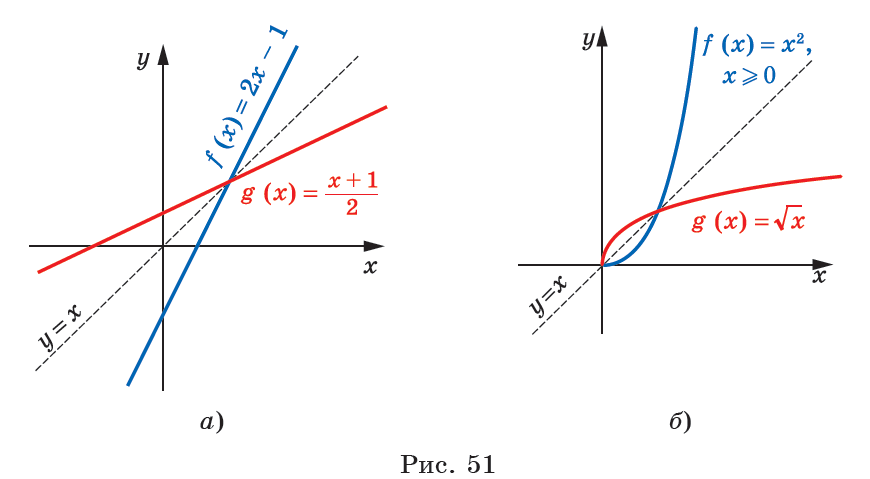 y
f (x) = 2x − 1
g (x) = (x + 1)/2
x
y = x
а)
y
f (x) = x²,
x ⩾ 0
g (x) = √x
x
y=x
б)
Рис. 51